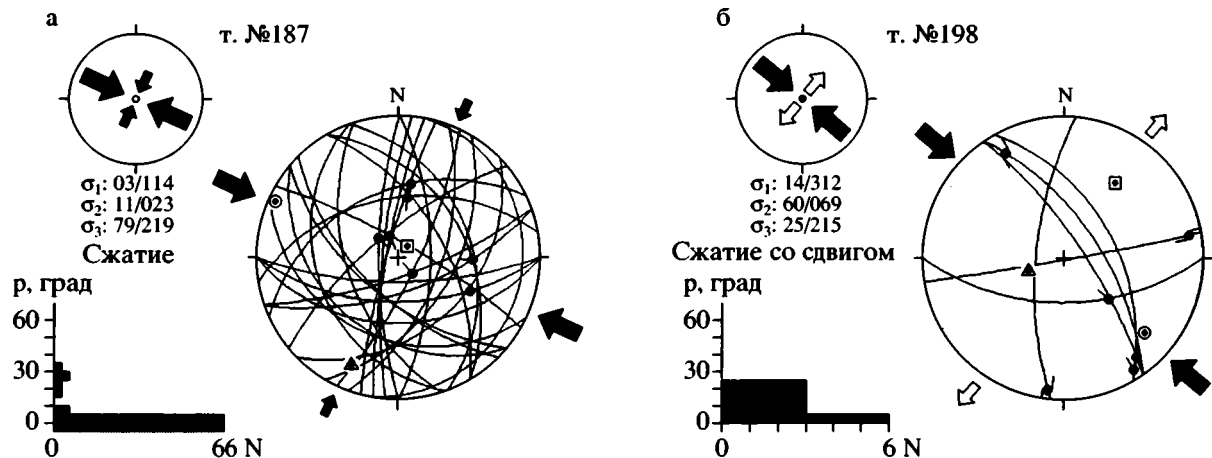 а
т. №187
N
σ1: 03/114
σ2: 11/023
σ3: 79/219
Сжатие
р, град
60
30
0
0
66 N
б
т. №198
N
σ1: 14/312
σ2: 60/069
σ3: 25/215
Сжатие со сдвигом
р, град
60
30
0
0
6 N